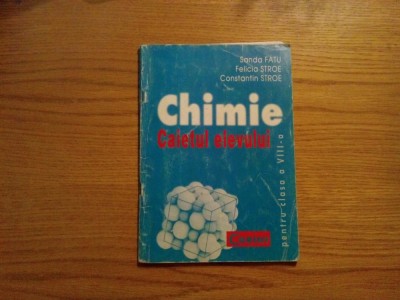 Sanda FĂTU
Felicia STROE
Constantin STROE
Chimie
Caietul elevului
pentru clasa a VIII-a